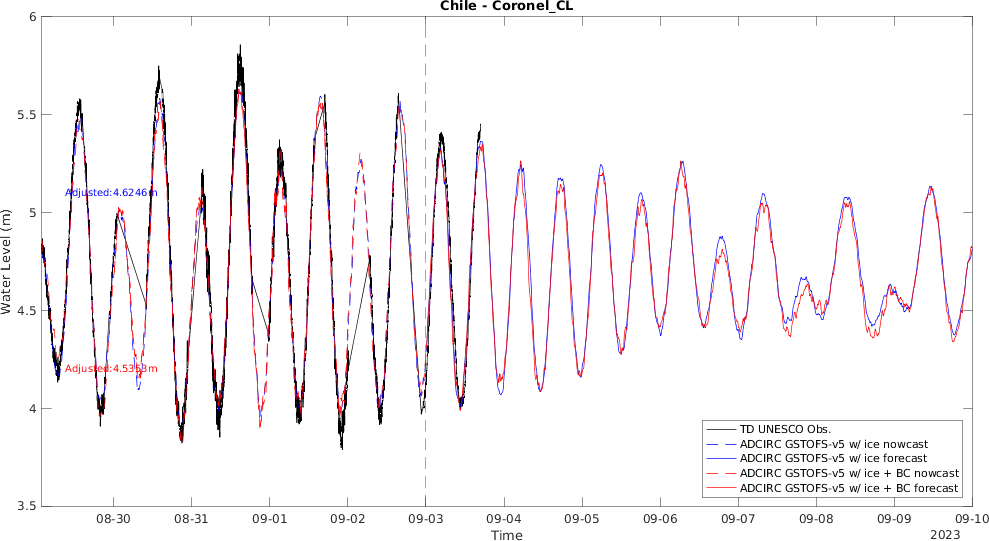 Chile - Coronel_CL
6
5.5
5
4.5
4
3.5
Water Level (m)
Adjusted:4.6246m
Adjusted:4.5353m
TD UNESCO Obs.
ADCIRC GSTOFS-v5 w/ ice nowcast
ADCIRC GSTOFS-v5 w/ ice forecast
ADCIRC GSTOFS-v5 w/ ice + BC nowcast
ADCIRC GSTOFS-v5 w/ ice + BC forecast
08-30 08-31 09-01 09-02 09-03 09-04 09-05 09-06 09-07 09-08 09-09 09-10
Time
2023